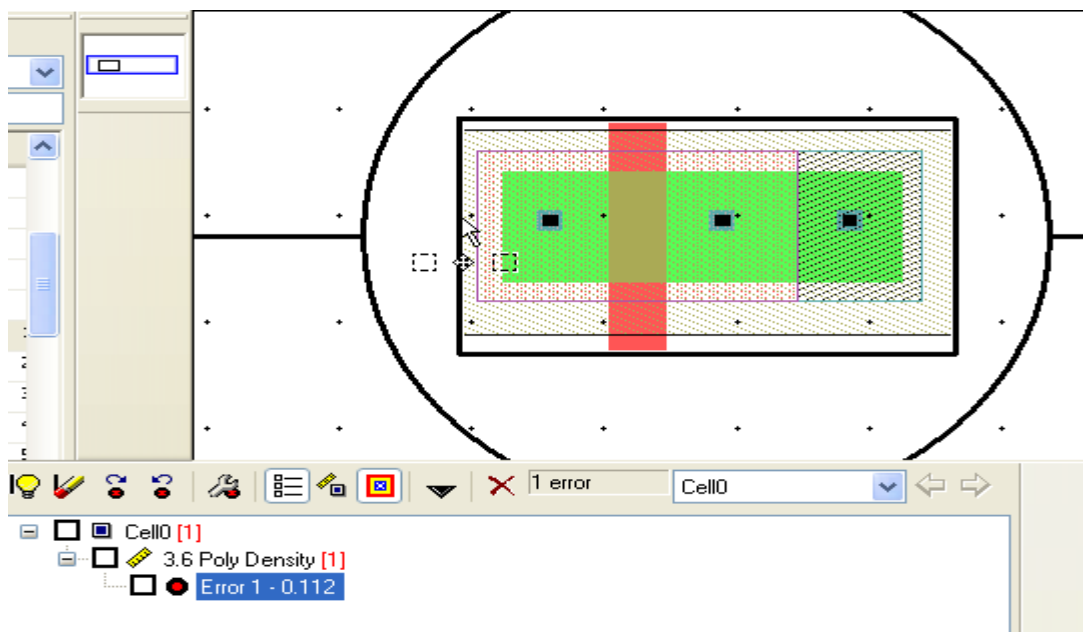 1 error
Cell0
Cell0 [1]
3.6 Poly Density [1]
Error 1 - 0.112